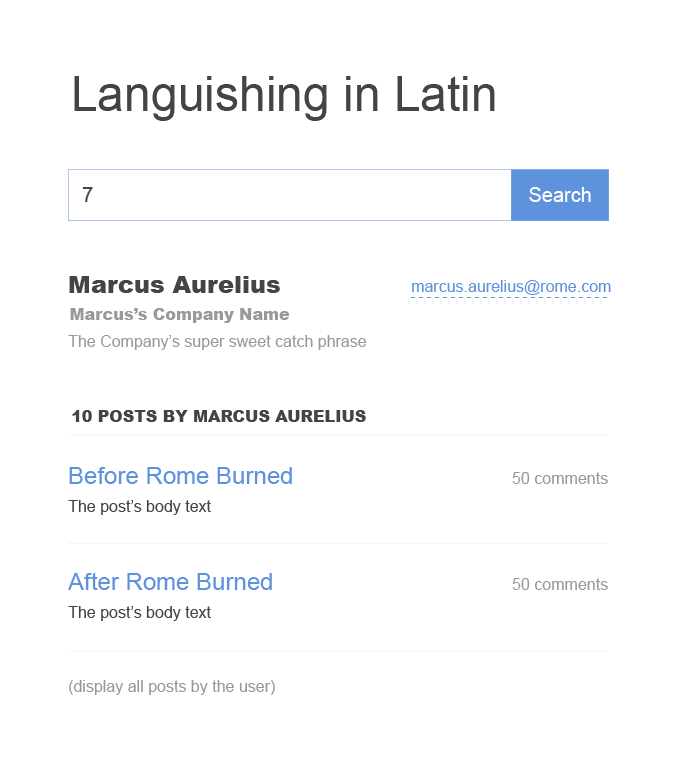 Languishing in Latin
7
Search
Marcus Aurelius
marcus.aurelius@rome.com
Marcus’s Company Name
The Company’s super sweet catch phrase
10 POSTS BY MARCUS AURELIUS
Before Rome Burned
50 comments
The post’s body text
After Rome Burned
50 comments
The post’s body text
(display all posts by the user)